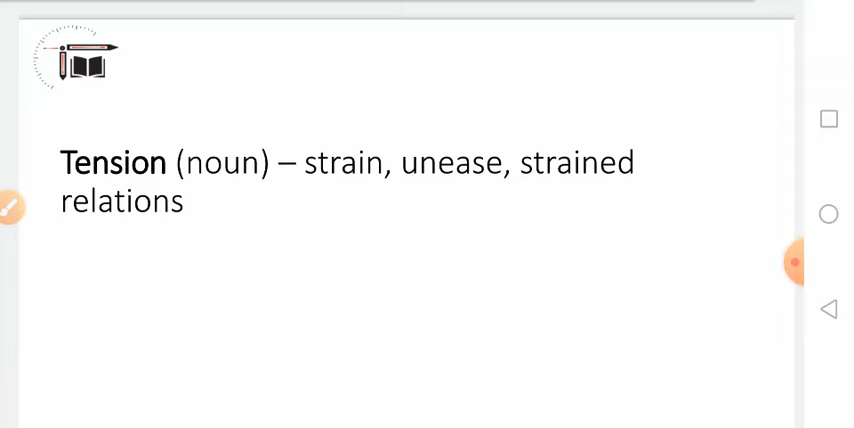 Tension (noun) – strain, unease, strained
relations